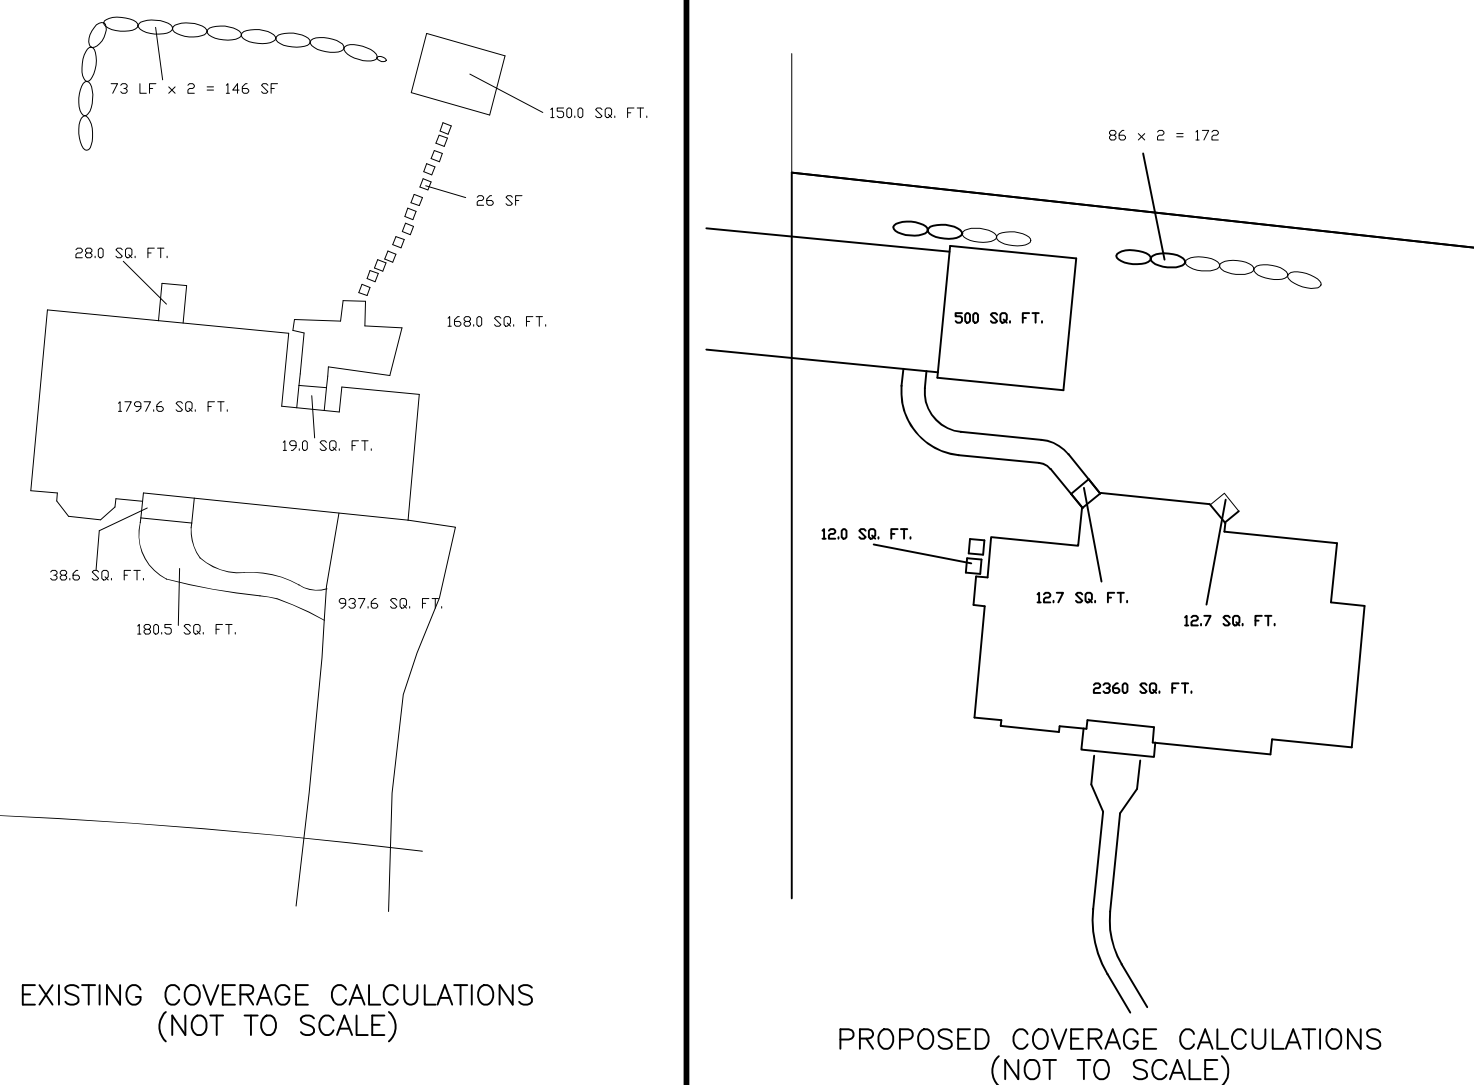 73 LF x 2 = 146 SF
150.0 SQ. FT.
26 SF
28.0 SQ. FT.
168.0 SQ. FT.
1797.6 SQ. FT.
19.0 SQ. FT.
38.6 SQ. FT.
937.6 SQ. FT.
180.5 SQ. FT.
EXISTING COVERAGE CALCULATIONS
(NOT TO SCALE)
86 x 2 = 172
500 SQ. FT.
12.0 SQ. FT.
12.7 SQ. FT.
12.7 SQ. FT.
2360 SQ. FT.
PROPOSED COVERAGE CALCULATIONS
(NOT TO SCALE)